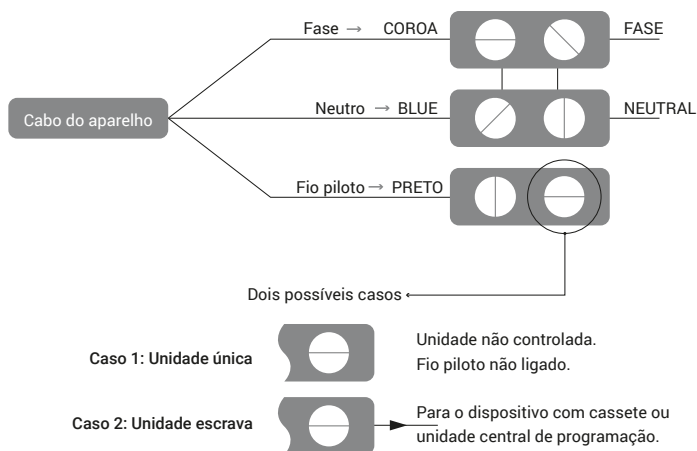 Fase → COROA FASE
Cabo do aparelho
Neutro → BLUE NEUTRAL
Fio piloto → PRETO
Dois possíveis casos
Caso 1: Unidade única
Unidade não controlada.
Fio piloto não ligado.
Caso 2: Unidade escrava
Para o dispositivo com cassete ou
unidade central de programação.